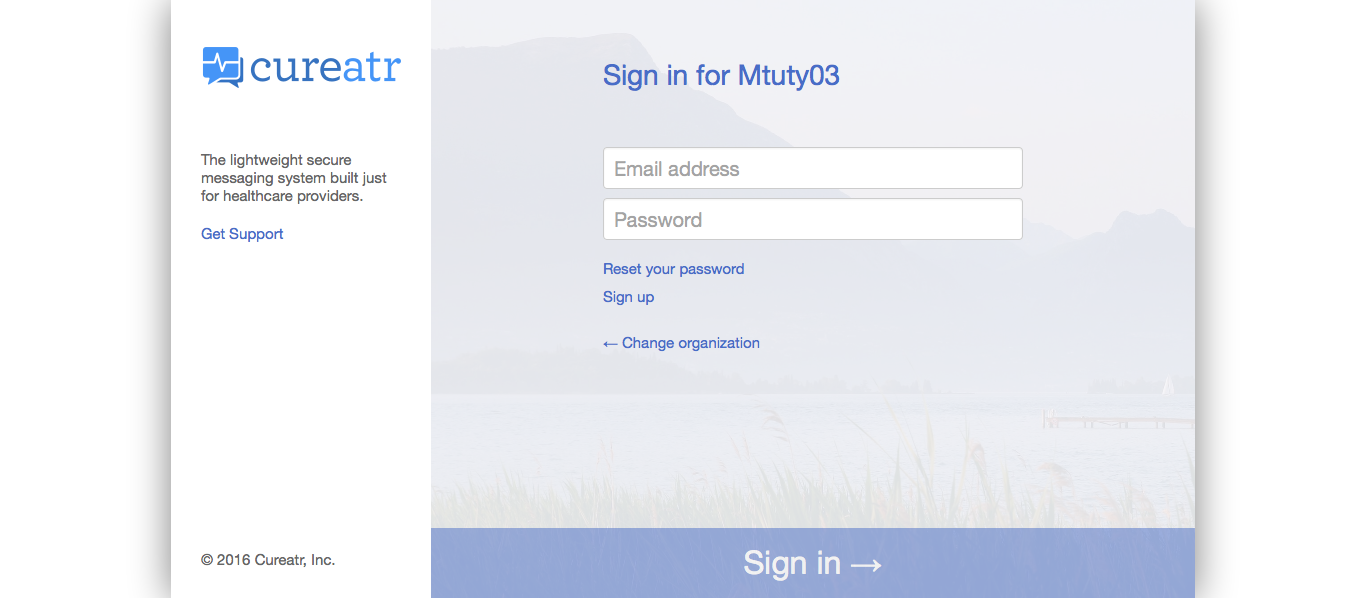 cureatr
The lightweight secure
messaging system built just
for healthcare providers.
Get Support
© 2016 Cureatr, Inc.
Sign in for Mtuty03
Email address
Password
Reset your password
Sign up
← Change organization
Sign in →